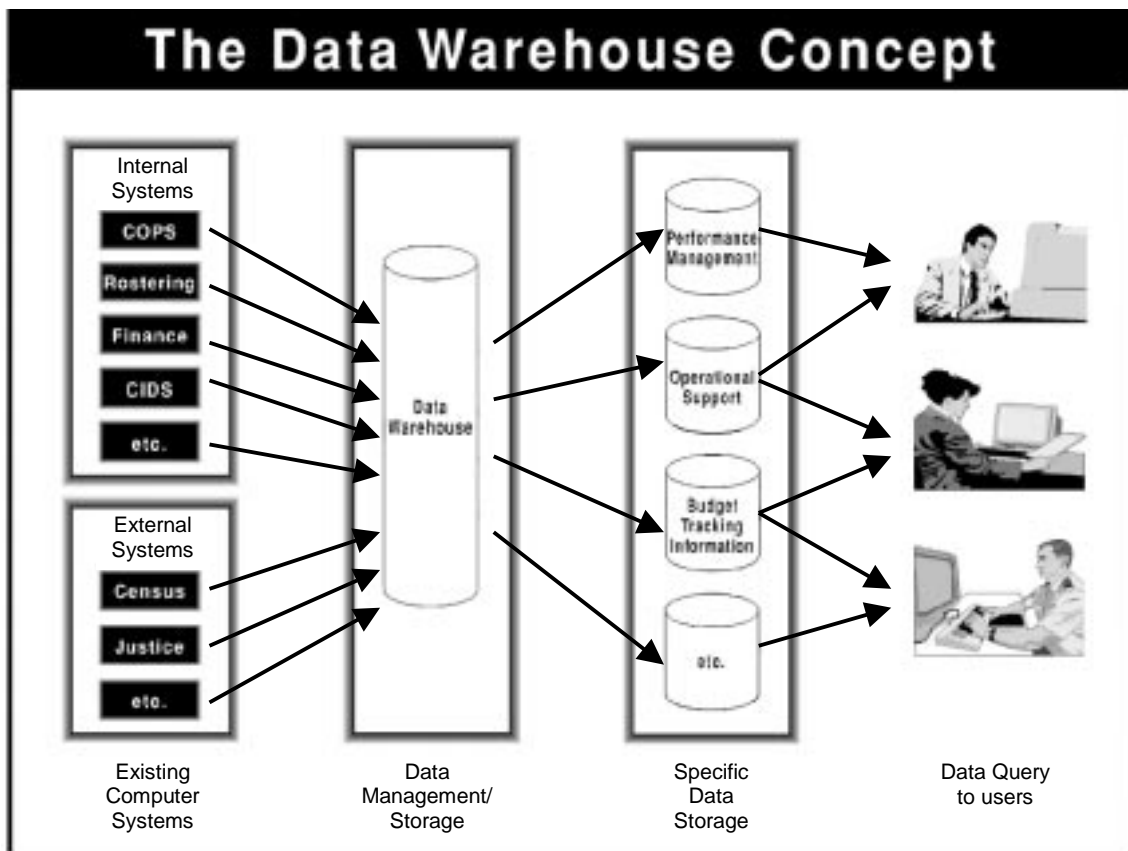 The Data Warehouse Concept
Internal
Systems
COPS
Rostering
Finance
CIDS
etc.
External
Systems
Census
Justice
etc.
Existing
Computer
Systems
Data
Warehouse
Data
Management/
Storage
Performance
Management
Operational
Support
Budget
Tracking
Information
etc.
Specific
Data
Storage
Data Query
to users